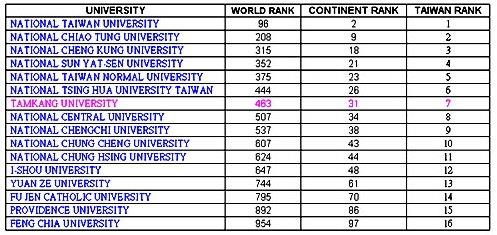 UNIVERSITY WORLD RANK CONTINENT RANK TAIWAN RANK
NATIONAL TAIWAN UNIVERSITY 96 2 1
NATIONAL CHIAO TUNG UNIVERSITY 208 9 2
NATIONAL CHENG KUNG UNIVERSITY 315 18 3
NATIONAL SUN YAT-SEN UNIVERSITY 352 21 4
NATIONAL TAIWAN NORMAL UNIVERSITY 375 23 5
NATIONAL TSING HUA UNIVERSITY TAIWAN 444 26 6
TAMKANG UNIVERSITY 463 31 7
NATIONAL CENTRAL UNIVERSITY 507 34 8
NATIONAL CHENGCHI UNIVERSITY 537 38 9
NATIONAL CHUNG CHENG UNIVERSITY 607 43 10
NATIONAL CHUNG HSING UNIVERSITY 624 44 11
I-SHOU UNIVERSITY 647 48 12
YUAN ZE UNIVERSITY 744 61 13
FU JEN CATHOLIC UNIVERSITY 795 70 14
PROVIDENCE UNIVERSITY 892 86 15
FENG CHIA UNIVERSITY 954 97 16